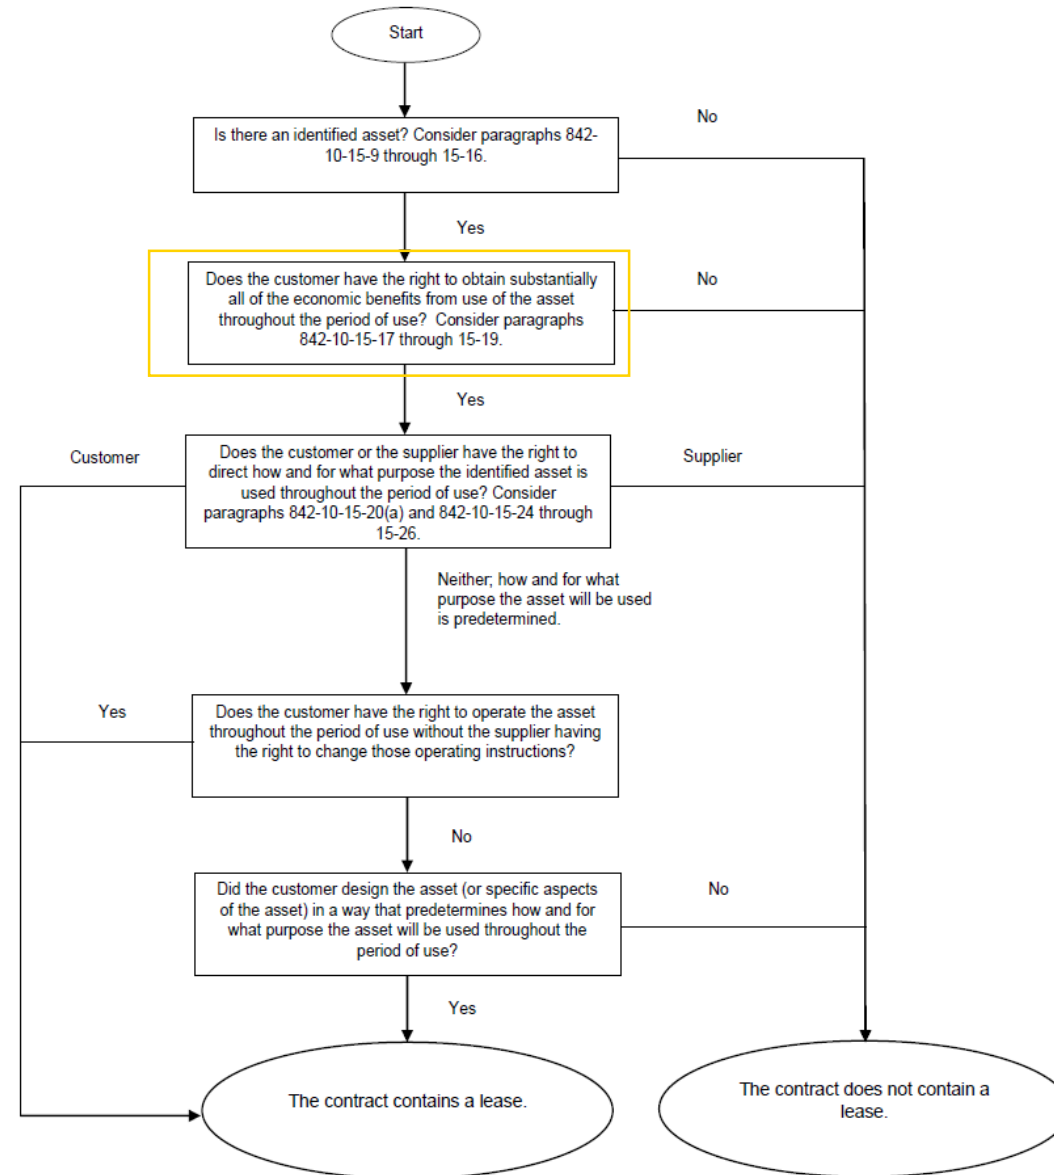 Start
No
Is there an identified asset? Consider paragraphs 842-
10-15-9 through 15-16.
Yes
Does the customer have the right to obtain substantially
all of the economic benefits from use of the asset
throughout the period of use?  Consider paragraphs
842-10-15-17 through 15-19.
No
Yes
Customer
Does the customer or the supplier have the right to
direct how and for what purpose the identified asset is
used throughout the period of use? Consider
paragraphs 842-10-15-20(a) and 842-10-15-24 through
15-26.
Supplier
Neither; how and for what
purpose the asset will be used
is predetermined.
Yes
Does the customer have the right to operate the asset
throughout the period of use without the supplier having
the right to change those operating instructions?
No
Did the customer design the asset (or specific aspects
of the asset) in a way that predetermines how and for
what purpose the asset will be used throughout the
period of use?
No
Yes
The contract contains a lease.
The contract does not contain a
lease.